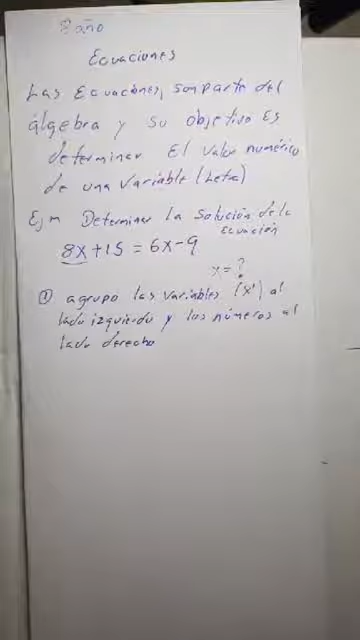 8 año
Ecuaciones
Las Ecuaciones, son parte del
álgebra y su objetivo Es
determinar El valor numérico
de una variable (Letra)
Ejm Determinar la solución de la
ecuación
8x + 15 = 6x - 9
x = ?
① agrupo las variables (x) al
lado izquierdo y los números al
lado derecho